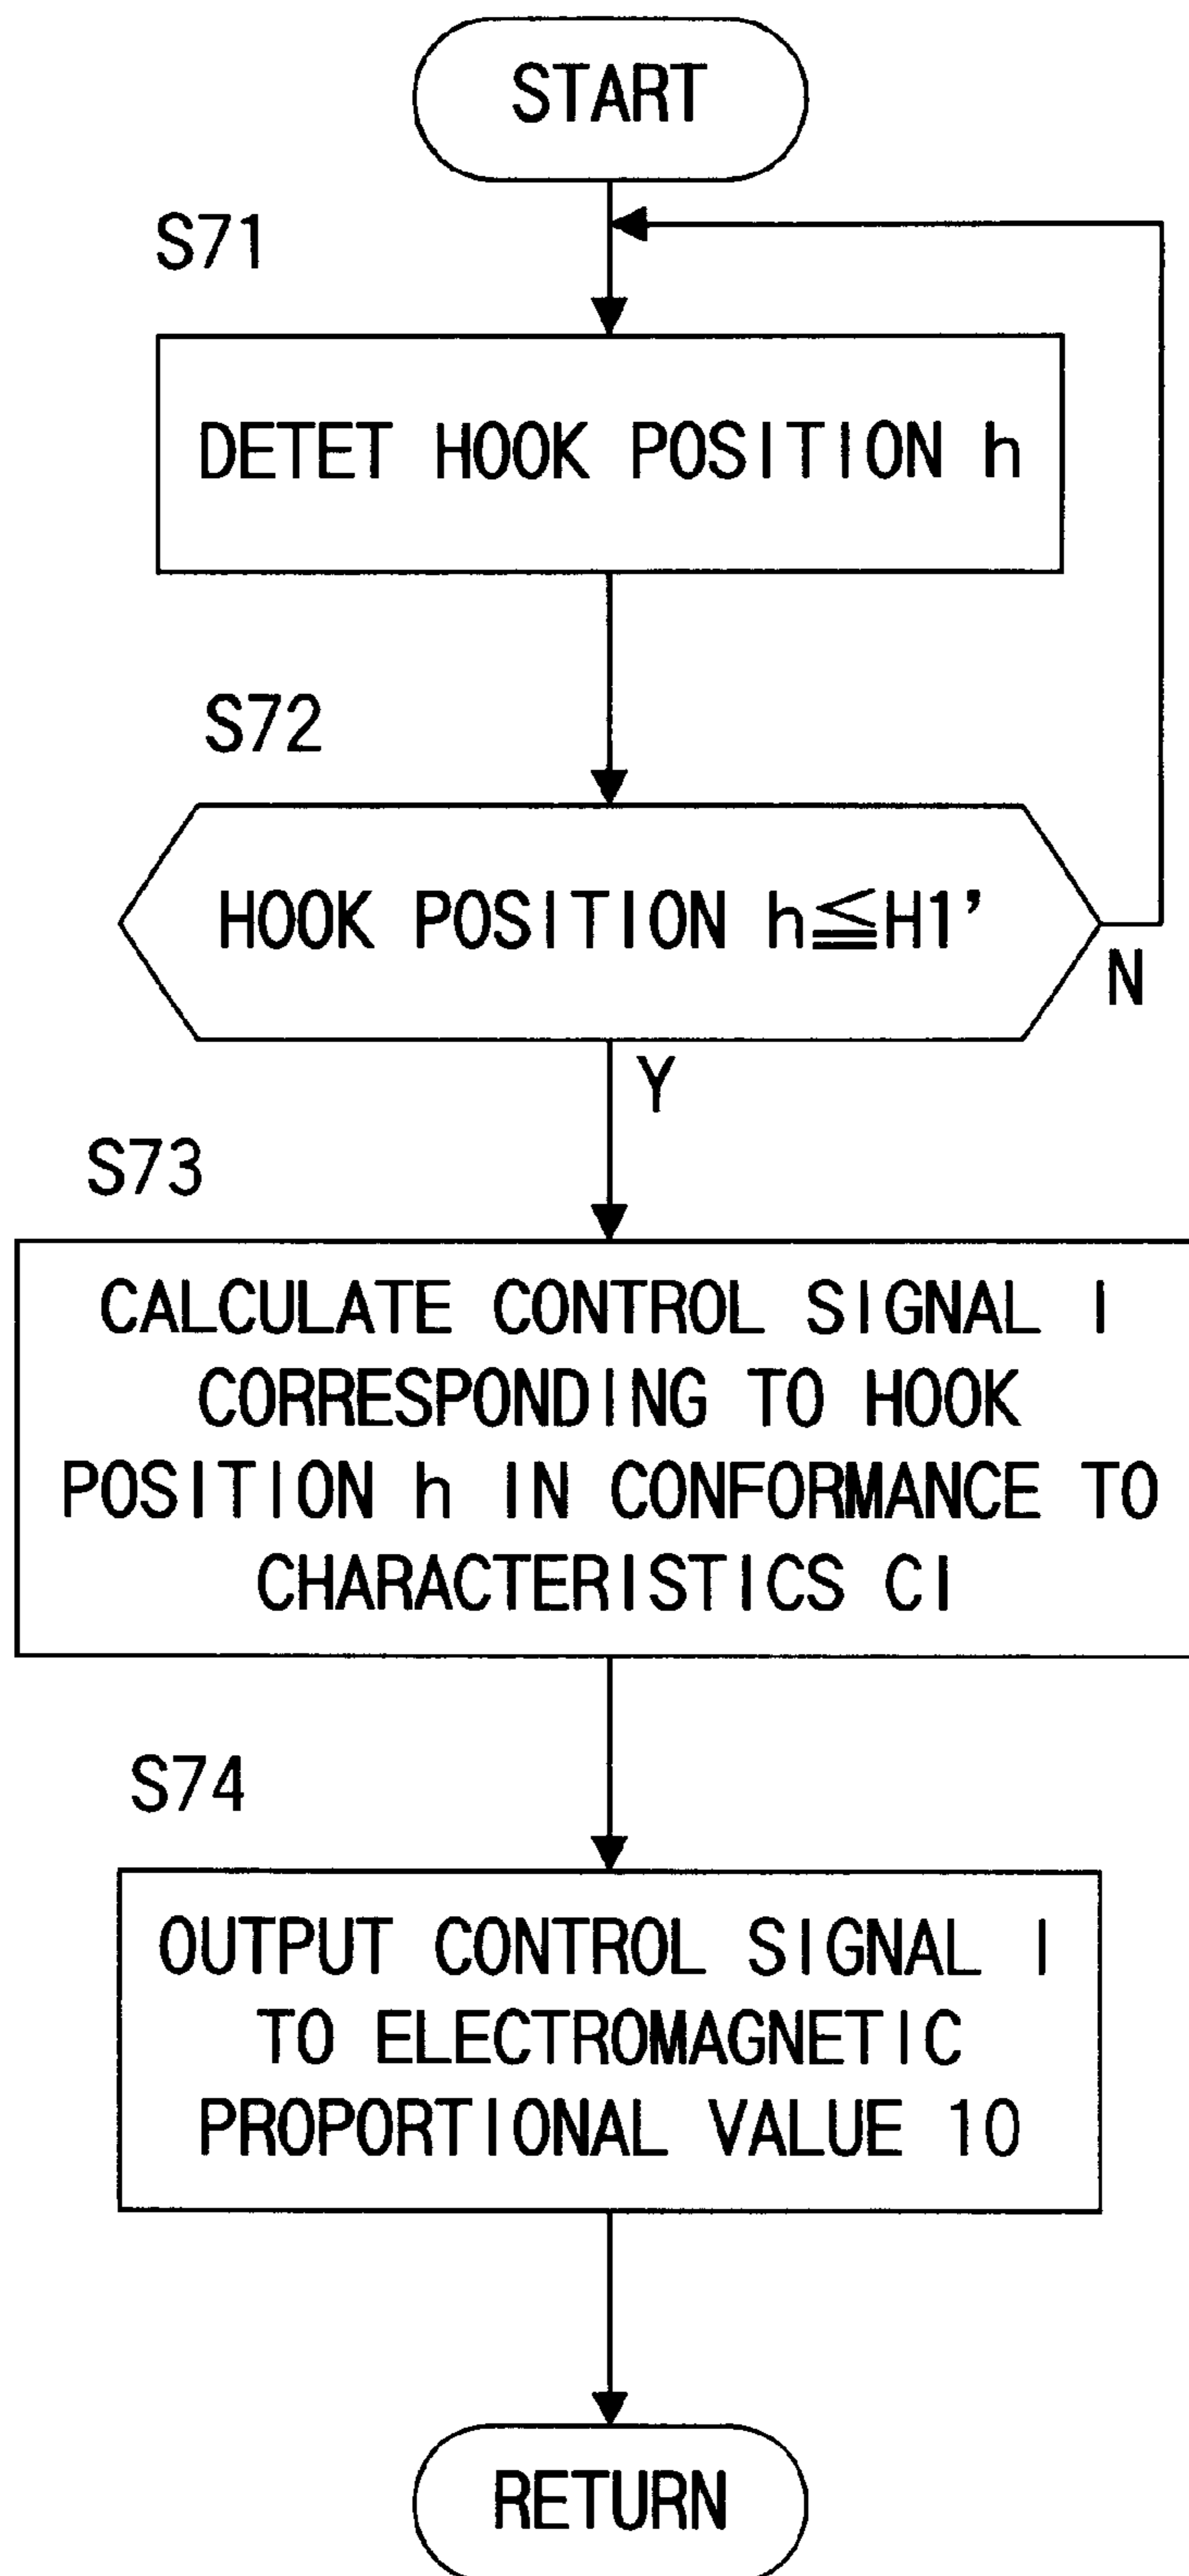 START
S71
DETET HOOK POSITION h
S72
HOOK POSITION h≦H1'
N
Y
S73
CALCULATE CONTROL SIGNAL I
CORRESPONDING TO HOOK
POSITION h IN CONFORMANCE TO
CHARACTERISTICS CI
S74
OUTPUT CONTROL SIGNAL I
TO ELECTROMAGNETIC
PROPORTIONAL VALUE 10
RETURN